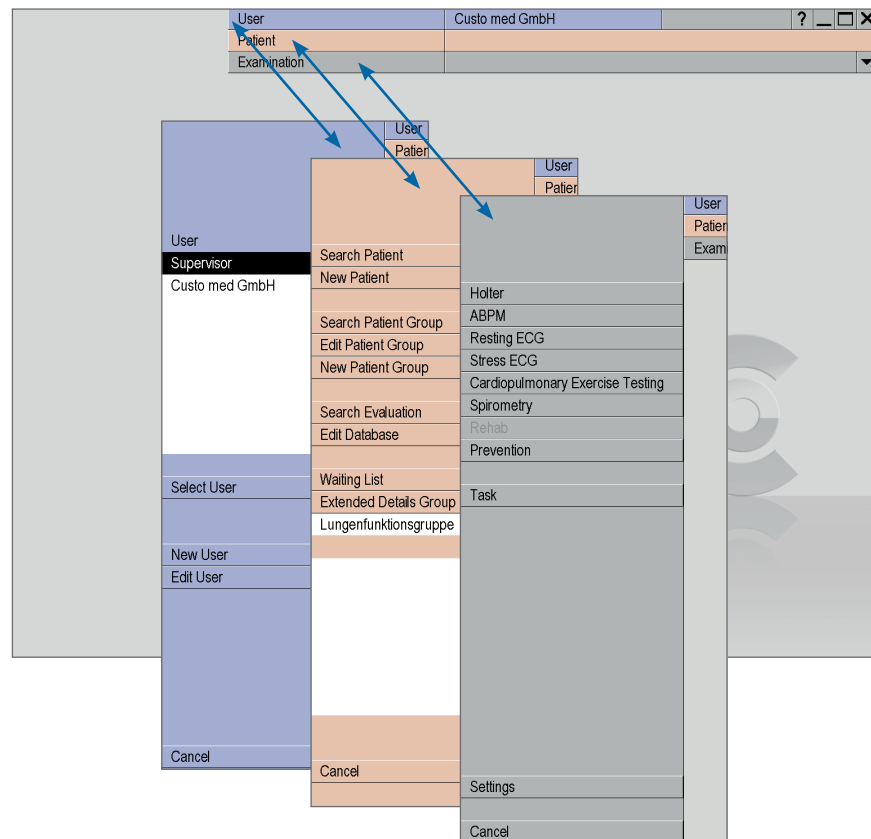 User Custo med GmbH ?
Patient
Examination
User
Patien
User
Supervisor
Custo med GmbH
Select User
New User
Edit User
Cancel
User
Patier
Search Patient
New Patient
Search Patient Group
Edit Patient Group
New Patient Group
Search Evaluation
Edit Database
Waiting List
Extended Details Group
Lungenfunktionsgruppe
Cancel
User
Patien
Exam
Holter
ABPM
Resting ECG
Stress ECG
Cardiopulmonary Exercise Testing
Spirometry
Rehab
Prevention
Task
Settings
Cancel